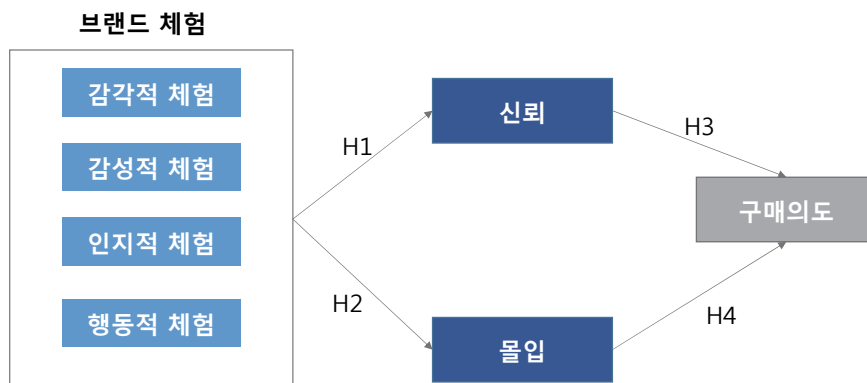 브랜드 체험
감각적 체험
감성적 체험
인지적 체험
행동적 체험
H1
H2
신뢰
몰입
H3
H4
구매의도